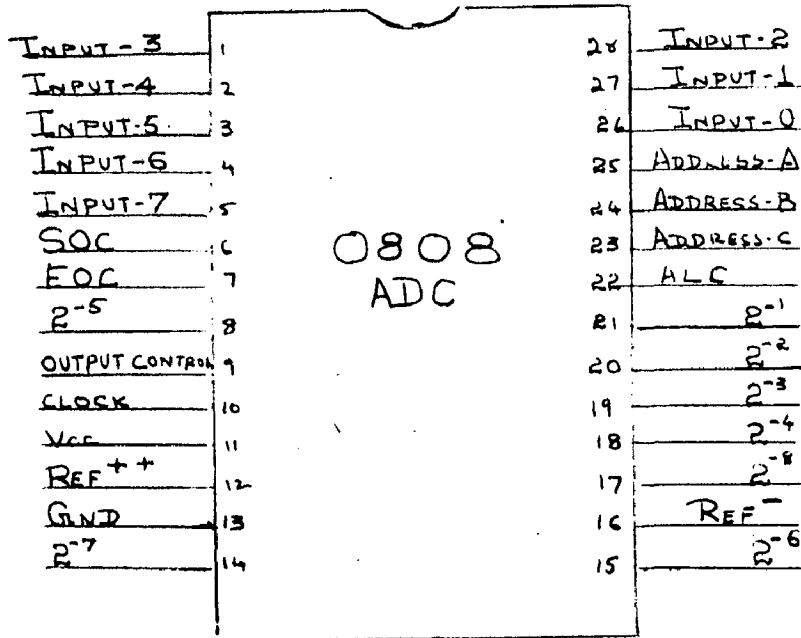 INPUT-3 1
INPUT-4 2
INPUT-5 3
INPUT-6 4
INPUT-7 5
SOC 6
EOC 7
2^-5 8
OUTPUT CONTROL 9
CLOCK 10
Vcc 11
REF++ 12
GND 13
2^-7 14
0808
ADC
28 INPUT-2
27 INPUT-1
26 INPUT-0
25 ADDRESS-A
24 ADDRESS-B
23 ADDRESS-C
22
21 2^-1
20 2^-2
19 2^-3
18 2^-4
17 2^-8
16 REF-
15 2^-6